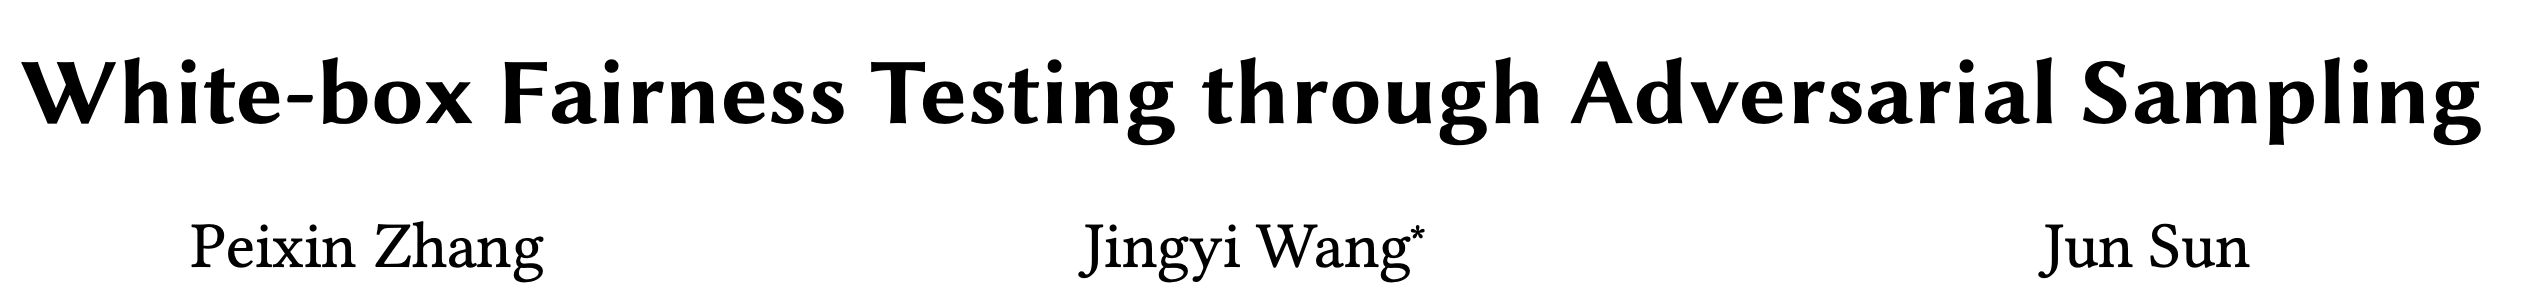 White-box Fairness Testing through Adversarial Sampling
Peixin Zhang Jingyi Wang* Jun Sun